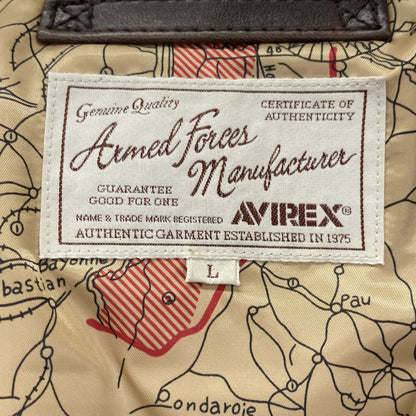 Genuine Quality
CERTIFICATE OF
AUTHENTICITY
Armed Forces
Manufacturer
GUARANTEE
GOOD FOR ONE
NAME & TRADE MARK REGISTERED
AVIREX®
AUTHENTIC GARMENT ESTABLISHED IN 1975
L
Bayonne
bastian
Pau
Pondaroie